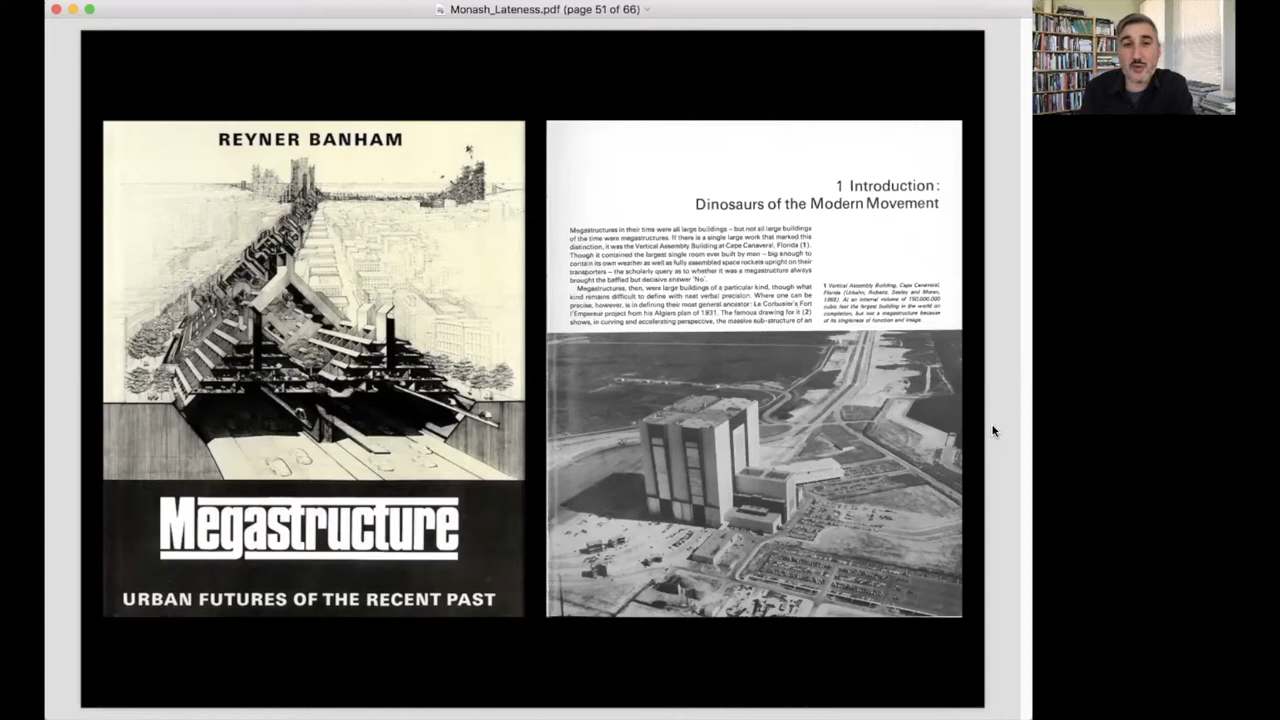 Monash_Lateness.pdf (page 51 of 66)
REYNER BANHAM
Megastructure
URBAN FUTURES OF THE RECENT PAST
1 Introduction:
Dinosaurs of the Modern Movement
Megastructures in their time were all large buildings – but not all large buildings
of the time were megastructures. If there is a single large work that marked this
distinction, it was the Vertical Assembly Building at Cape Canaveral, Florida (1).
Though it contained the largest single room ever built by man – big enough to
contain its own weather as well as fully assembled space rockets upright on their
transporters – the scholarly query as to whether it was a megastructure always
brought the baffled but decisive answer 'No'.
Megastructures, then, were large buildings of a particular kind, though what
kind remains difficult to define with neat verbal precision. Where one can be
precise, however, is in defining their most general ancestor: Le Corbusier's Fort
l'Empereur project from his Algiers plan of 1931. The famous drawing for it (2)
shows, in curving and accelerating perspective, the massive sub-structure of an
1 Vertical Assembly Building, Cape Canaveral,
Florida (Urbahn, Roberts, Seeley and Moran,
1966). At an internal volume of 150,000,000
cubic feet the largest building in the world on
completion, but not a megastructure because
of its singleness of function and image.